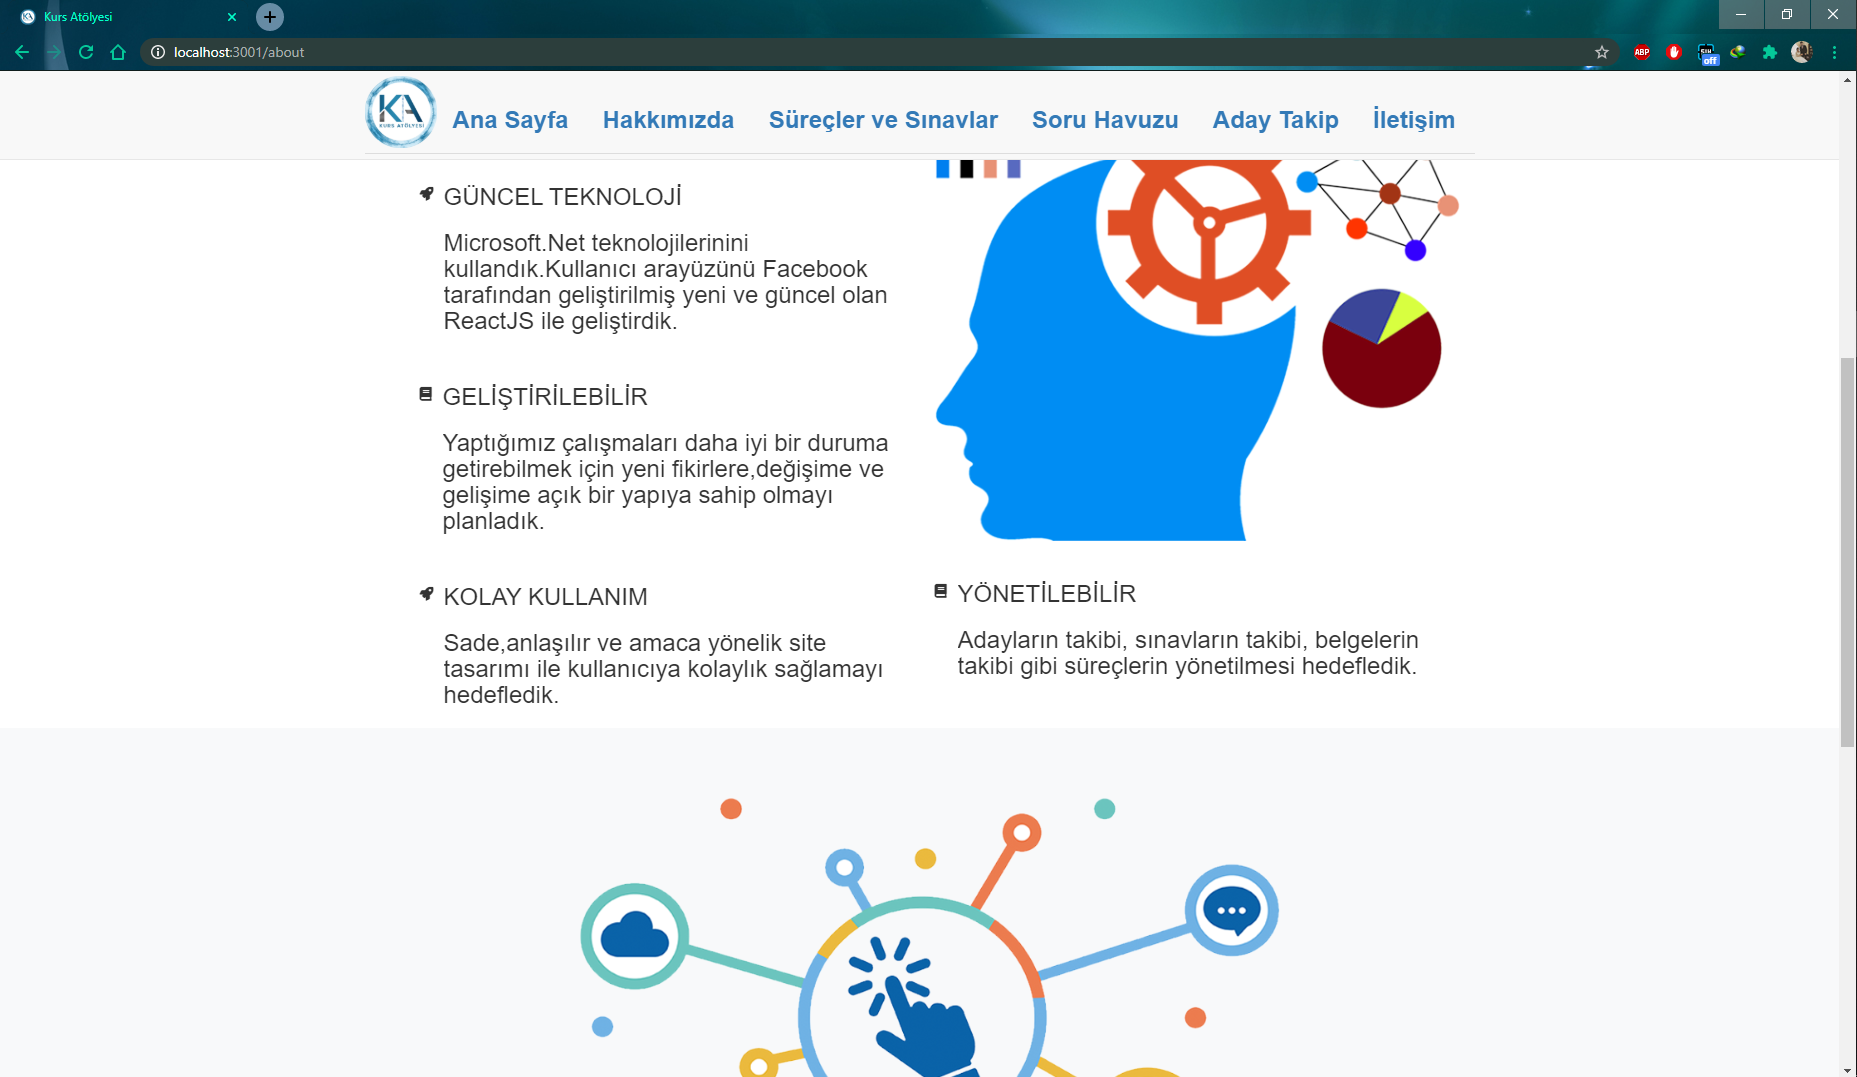 Kurs Atölyesi
localhost:3001/about
ABP
off
KA
KURS ATÖLYESİ
Ana Sayfa Hakkımızda Süreçler ve Sınavlar Soru Havuzu Aday Takip İletişim
GÜNCEL TEKNOLOJİ
Microsoft.Net teknolojilerinini
kullandık.Kullanıcı arayüzünü Facebook
tarafından geliştirilmiş yeni ve güncel olan
ReactJS ile geliştirdik.
GELİŞTİRİLEBİLİR
Yaptığımız çalışmaları daha iyi bir duruma
getirebilmek için yeni fikirlere,değişime ve
gelişime açık bir yapıya sahip olmayı
planladık.
KOLAY KULLANIM
Sade,anlaşılır ve amaca yönelik site
tasarımı ile kullanıcıya kolaylık sağlamayı
hedefledik.
YÖNETİLEBİLİR
Adayların takibi, sınavların takibi, belgelerin
takibi gibi süreçlerin yönetilmesi hedefledik.